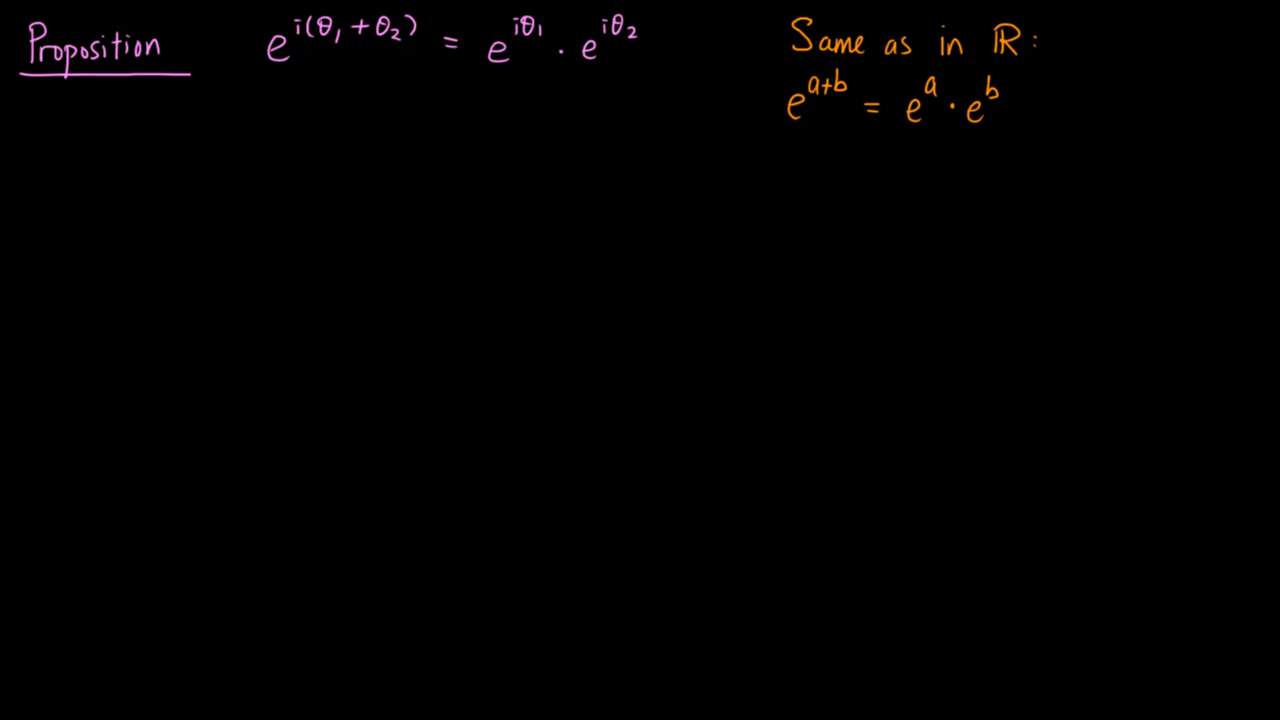 Proposition e^{i(θ₁ + θ₂)} = e^{iθ₁} · e^{iθ₂}
Same as in ℝ:
e^{a+b} = e^a · e^b